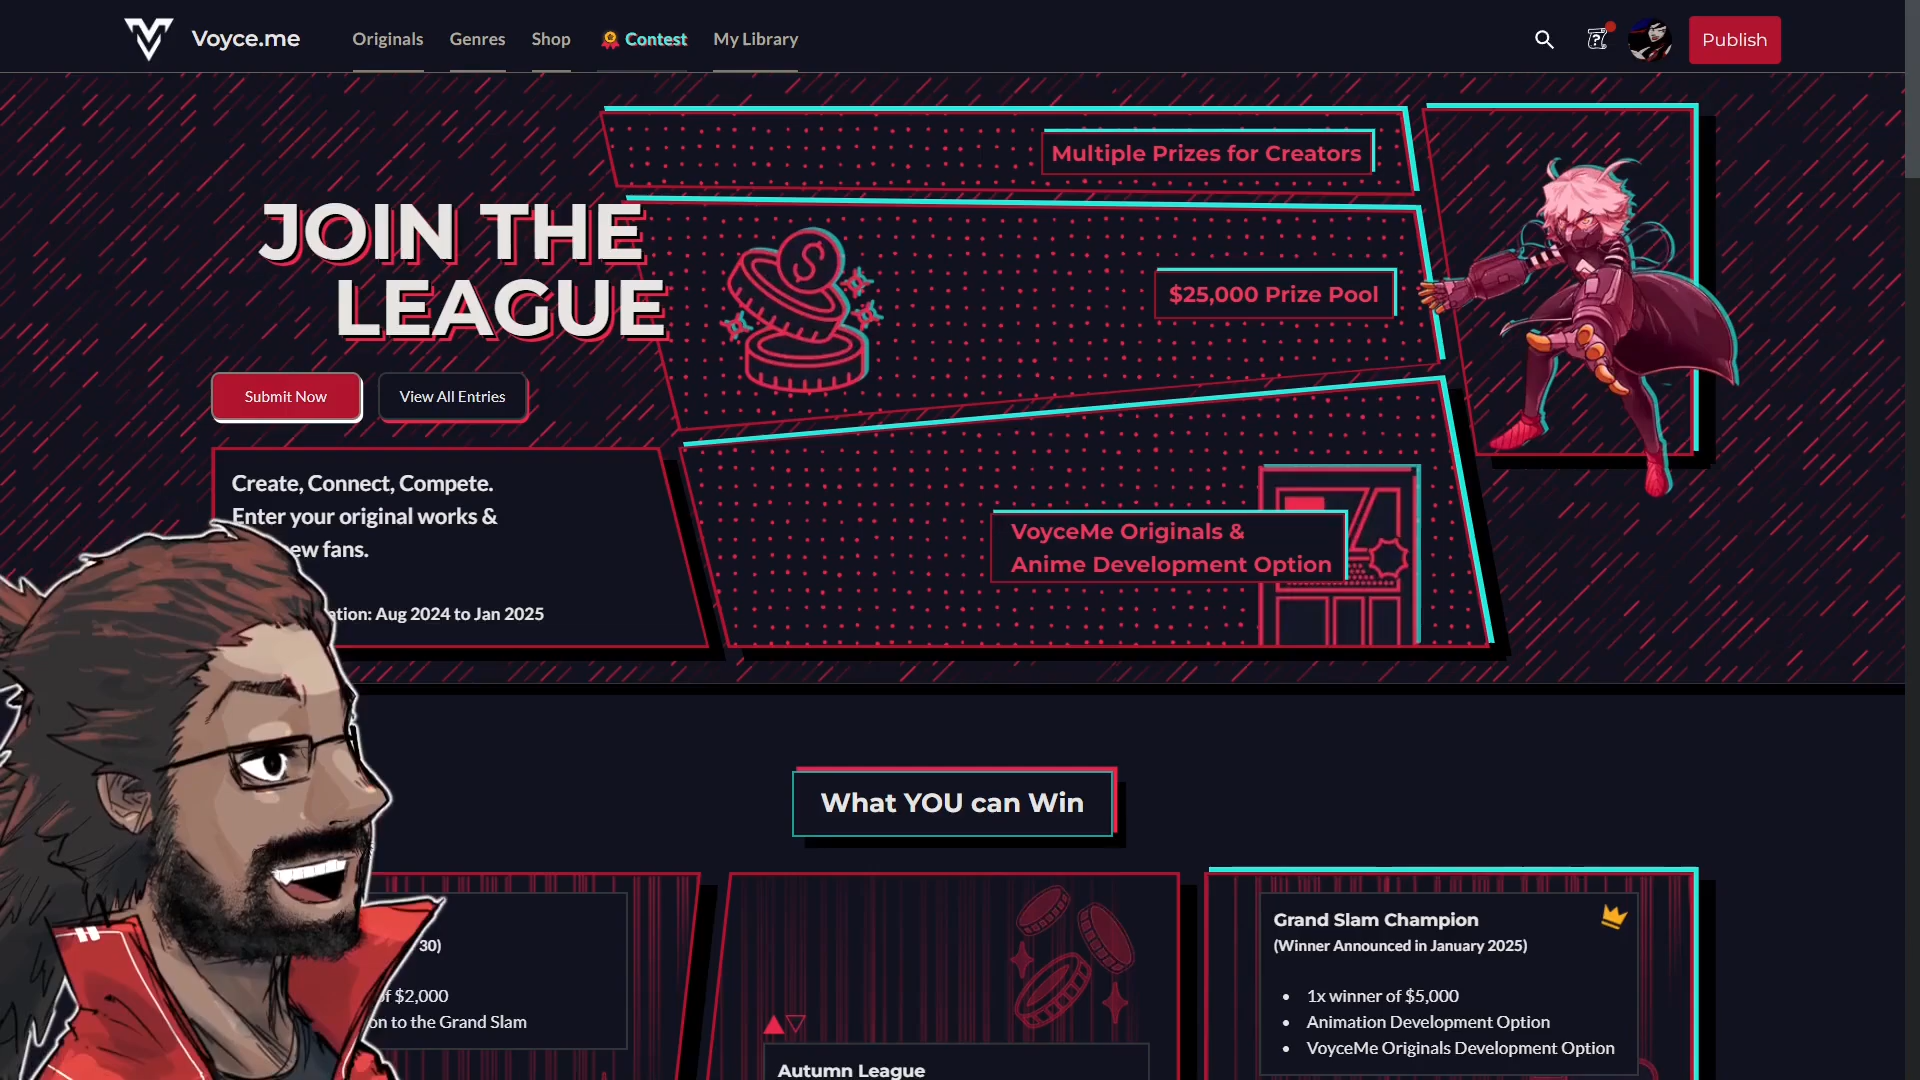 Voyce.me
Originals
Genres
Shop
Contest
My Library
Publish
JOIN THE
LEAGUE
Submit Now
View All Entries
Create, Connect, Compete.
Enter your original works &
ew fans.
tion: Aug 2024 to Jan 2025
Multiple Prizes for Creators
$25,000 Prize Pool
VoyceMe Originals &
Anime Development Option
What YOU can Win
30)
of $2,000
on to the Grand Slam
Autumn League
Grand Slam Champion
(Winner Announced in January 2025)
1x winner of $5,000
Animation Development Option
VoyceMe Originals Development Option